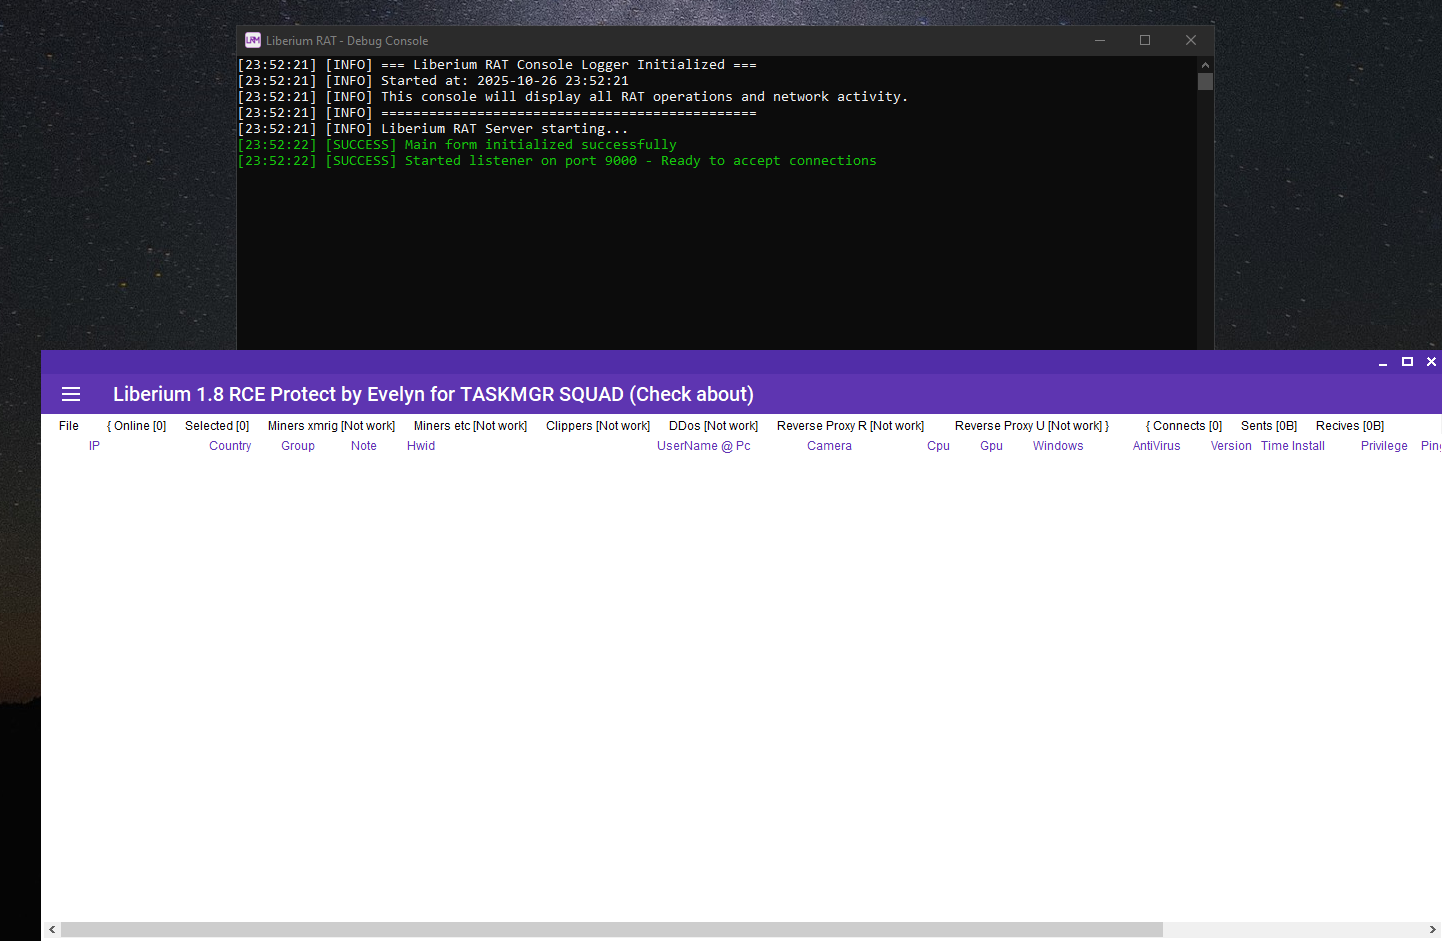 LRM Liberium RAT - Debug Console
[23:52:21] [INFO] === Liberium RAT Console Logger Initialized ===
[23:52:21] [INFO] Started at: 2025-10-26 23:52:21
[23:52:21] [INFO] This console will display all RAT operations and network activity.
[23:52:21] [INFO] ===============================================
[23:52:21] [INFO] Liberium RAT Server starting...
[23:52:22] [SUCCESS] Main form initialized successfully
[23:52:22] [SUCCESS] Started listener on port 9000 - Ready to accept connections
Liberium 1.8 RCE Protect by Evelyn for TASKMGR SQUAD (Check about)
File { Online [0] Selected [0] Miners xmrig [Not work] Miners etc [Not work] Clippers [Not work] DDos [Not work] Reverse Proxy R [Not work] Reverse Proxy U [Not work] } { Connects [0] Sents [0B] Recives [0B]
IP Country Group Note Hwid UserName @ Pc Camera Cpu Gpu Windows AntiVirus Version Time Install Privilege Ping